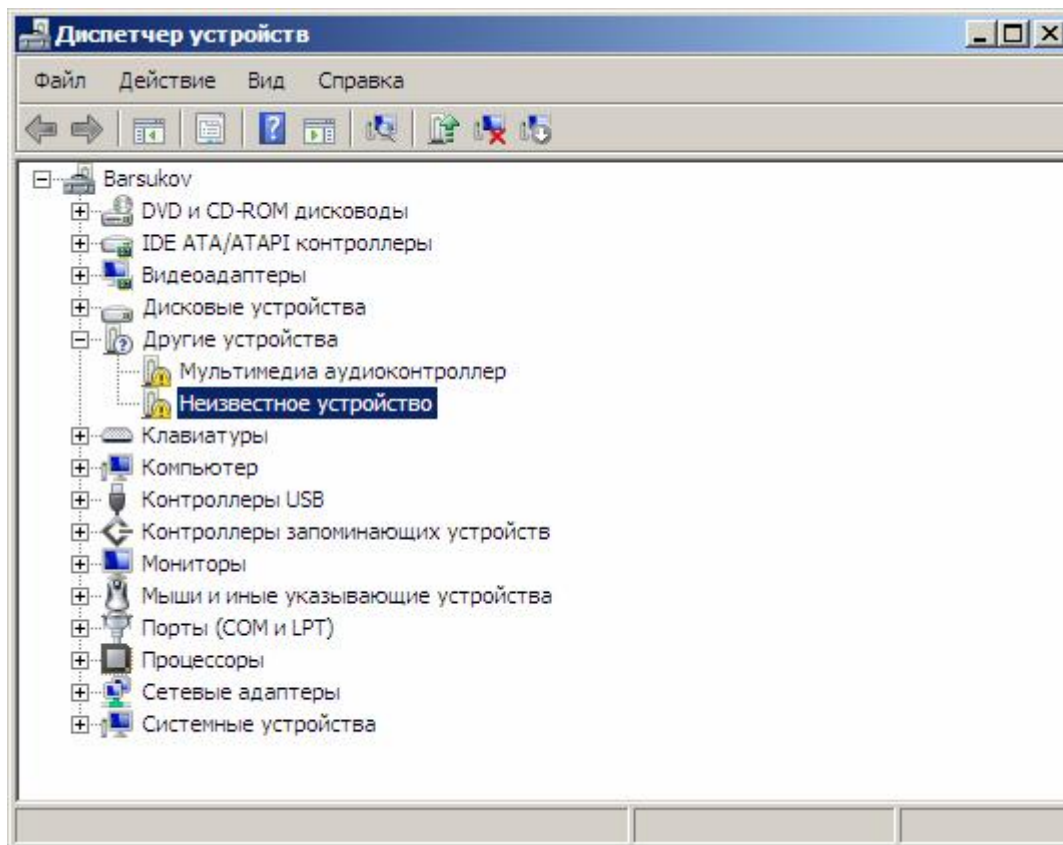 Диспетчер устройств
Файл Действие Вид Справка
Barsukov
DVD и CD-ROM дисководы
IDE ATA/ATAPI контроллеры
Видеоадаптеры
Дисковые устройства
Другие устройства
Мультимедиа аудиоконтроллер
Неизвестное устройство
Клавиатуры
Компьютер
Контроллеры USB
Контроллеры запоминающих устройств
Мониторы
Мыши и иные указывающие устройства
Порты (COM и LPT)
Процессоры
Сетевые адаптеры
Системные устройства